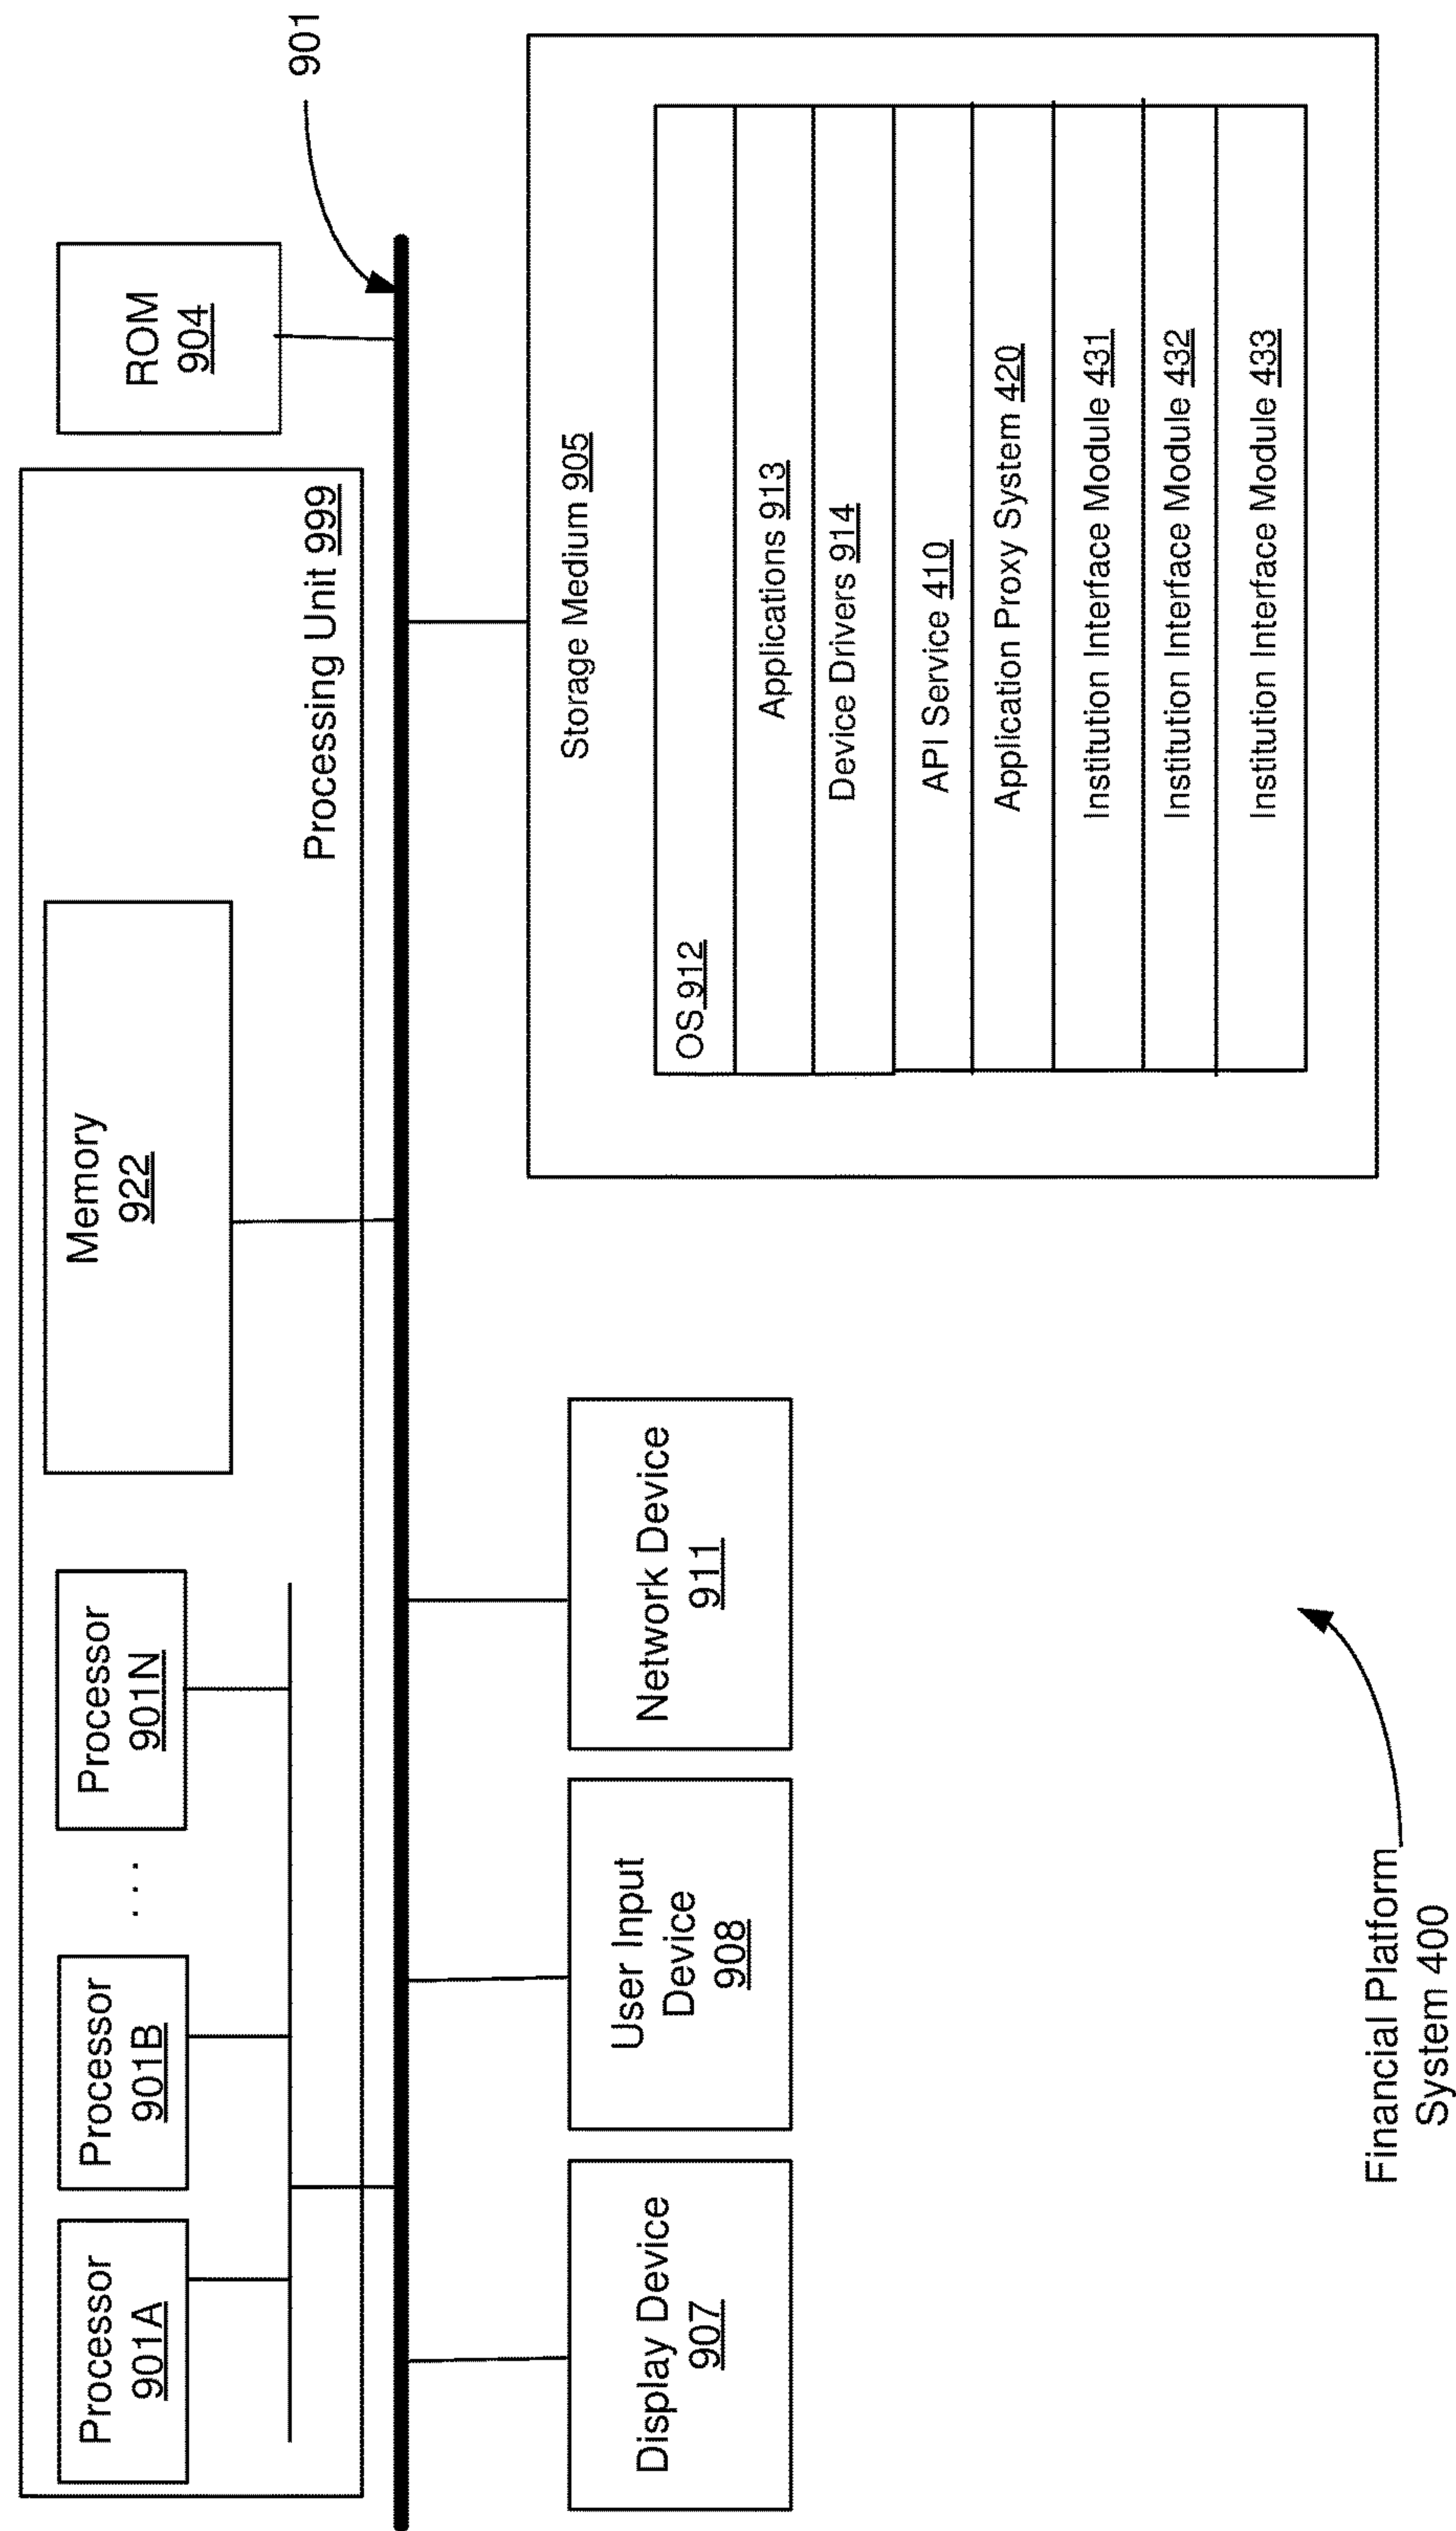 Processor
901A
Processor
901B
. . .
Processor
901N
Memory
922
Processing Unit 999
ROM
904
901
Display Device
907
User Input
Device
908
Network Device
911
Storage Medium 905
OS 912
Applications 913
Device Drivers 914
API Service 410
Application Proxy System 420
Institution Interface Module 431
Institution Interface Module 432
Institution Interface Module 433
Financial Platform
System 400